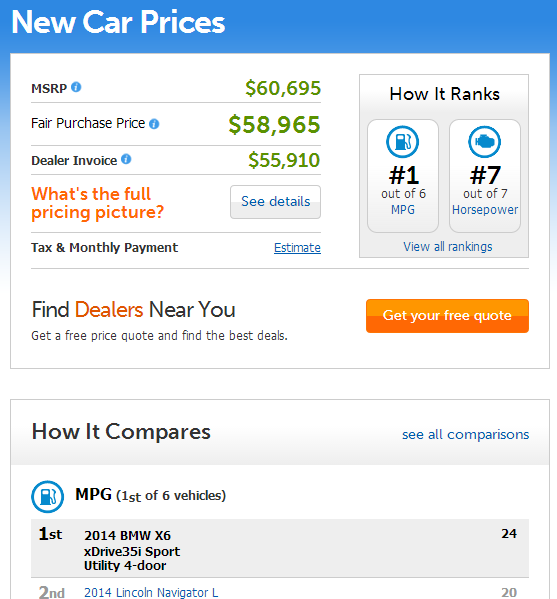 New Car Prices
MSRP
$60,695
Fair Purchase Price
$58,965
Dealer Invoice
$55,910
What's the full
pricing picture?
See details
Tax & Monthly Payment
Estimate
How It Ranks
#1
out of 6
MPG
#7
out of 7
Horsepower
View all rankings
Find Dealers Near You
Get a free price quote and find the best deals.
Get your free quote
How It Compares
see all comparisons
MPG (1st of 6 vehicles)
1st
2014 BMW X6
xDrive35i Sport
Utility 4-door
24
2nd
2014 Lincoln Navigator L
20